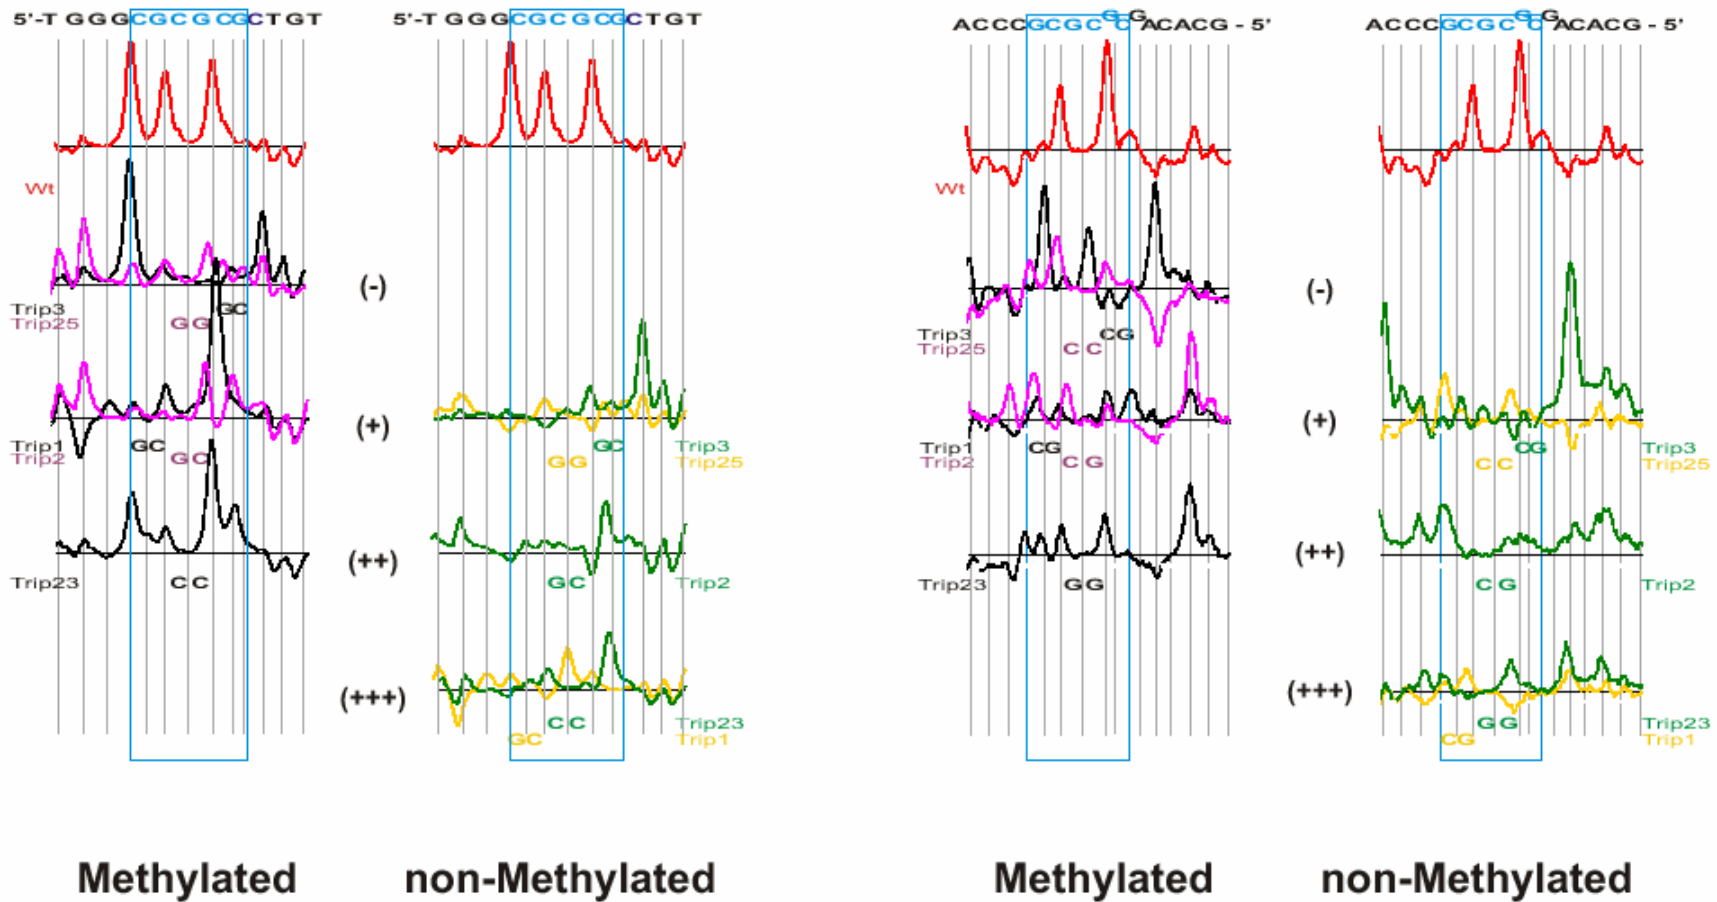 5'-T GGGCGCGCGCTGT
5'-T GGGCGCGCGCTGT
ACCCGCGCGCGACACG - 5'
ACCCGCGCGCGACACG - 5'
Wt
Wt
(-)
(-)
Trip3 GC
Trip25 GG
Trip3 CG
Trip25 CC
(+)
(+)
Trip1 GC
Trip2 GC
GC Trip3
GG Trip25
Trip1 CG
Trip2 CG
CG Trip3
CC Trip25
(++)
(++)
Trip23 CC
GC Trip2
Trip23 GG
CG Trip2
(+++)
(+++)
CC Trip23
GC Trip1
GG Trip23
CG Trip1
Methylated
non-Methylated
Methylated
non-Methylated